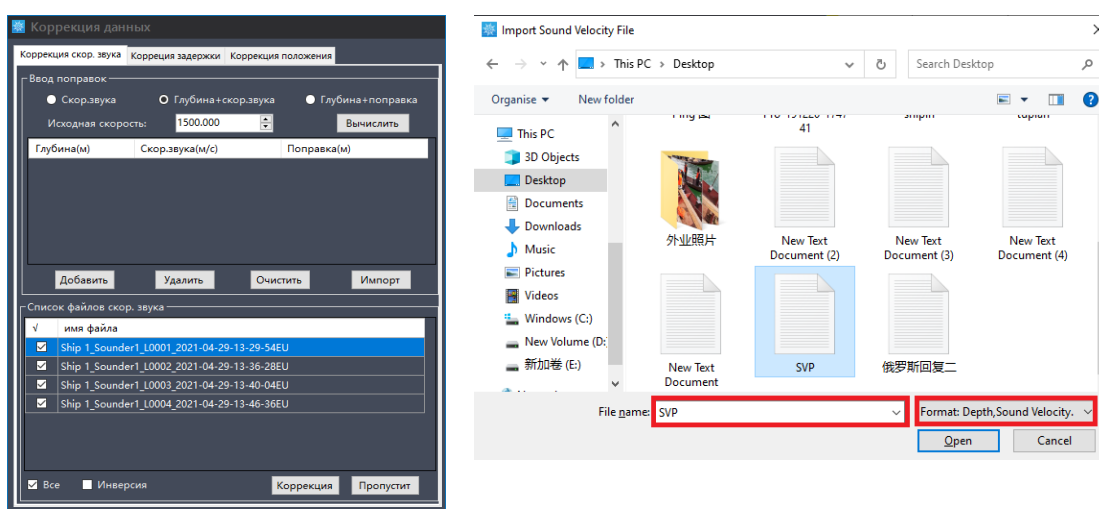 Коррекция данных
Коррекция скор. звука Корреция задержки Коррекция положения
Ввод поправок
Скор.звука Глубина+скор.звука Глубина+поправка
Исходная скорость: 1500.000 Вычислить
Глубина(м) Скор.звука(м/с) Поправка(м)
Добавить Удалить Очистить Импорт
Список файлов скор. звука
√ имя файла
Ship 1_Sounder1_L0001_2021-04-29-13-29-54EU
Ship 1_Sounder1_L0002_2021-04-29-13-36-28EU
Ship 1_Sounder1_L0003_2021-04-29-13-40-04EU
Ship 1_Sounder1_L0004_2021-04-29-13-46-36EU
Все Инверсия Коррекция Пропустит
Import Sound Velocity File
This PC > Desktop Search Desktop
Organise New folder
This PC
3D Objects
Desktop
Documents
Downloads
Music
Pictures
Videos
Windows (C:)
New Volume (D:
新加卷 (E:)
41
外业照片
New Text
Document (2)
New Text
Document (3)
New Text
Document (4)
New Text
Document
SVP
俄罗斯回复二
File name: SVP Format: Depth,Sound Velocity.
Open Cancel